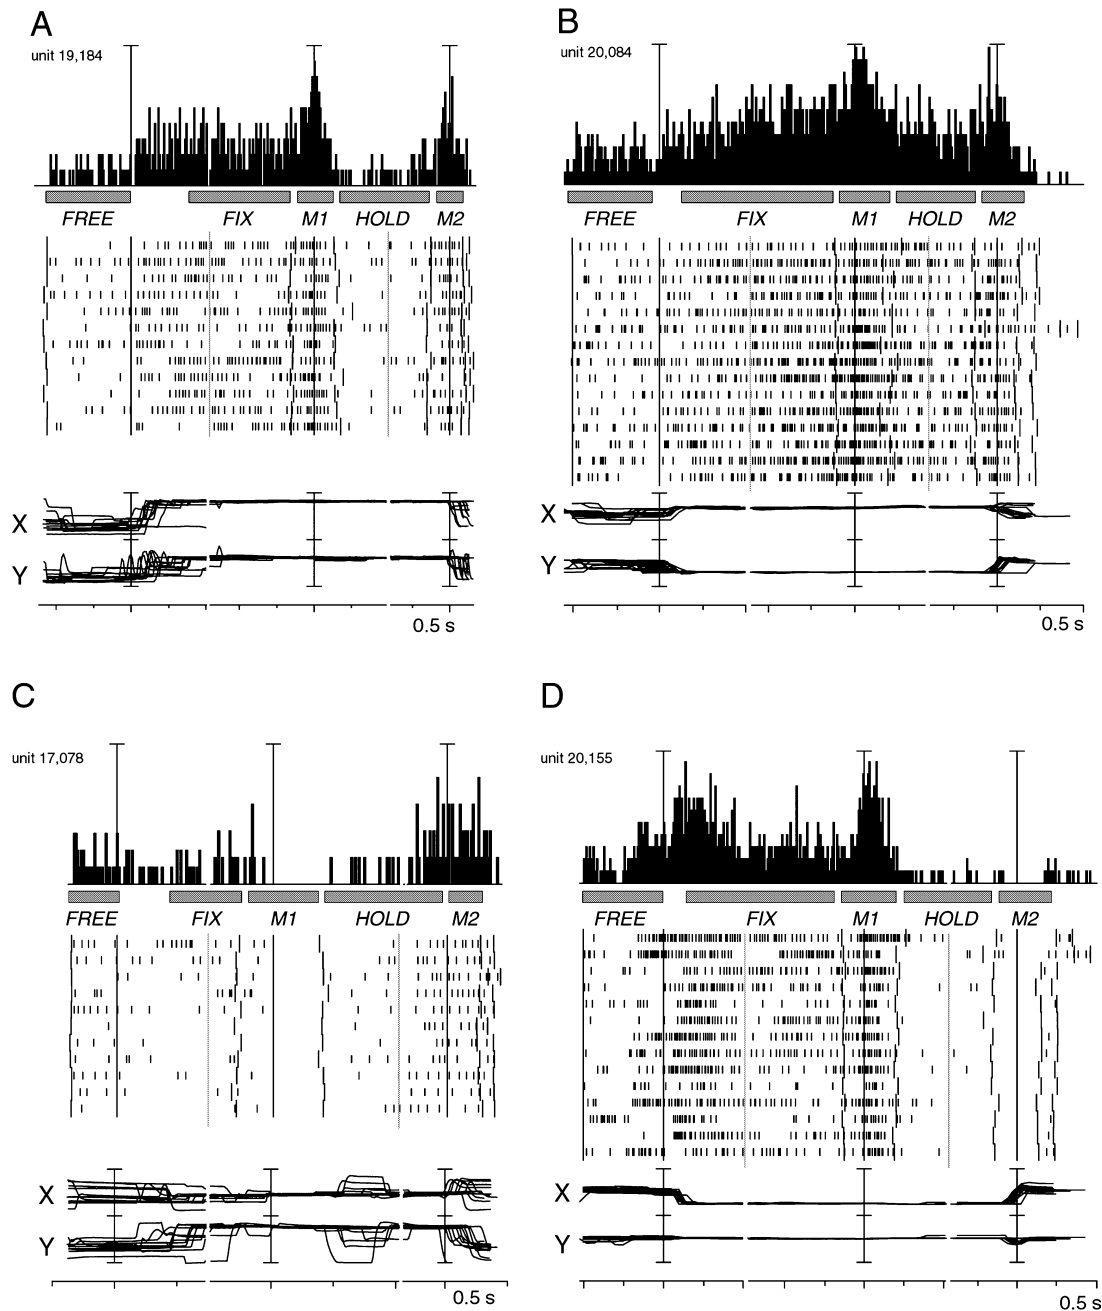 A
unit 19,184
FREE FIX M1 HOLD M2
X
Y
0.5 s
B
unit 20,084
FREE FIX M1 HOLD M2
X
Y
0.5 s
C
unit 17,078
FREE FIX M1 HOLD M2
X
Y
0.5 s
D
unit 20,155
FREE FIX M1 HOLD M2
X
Y
0.5 s